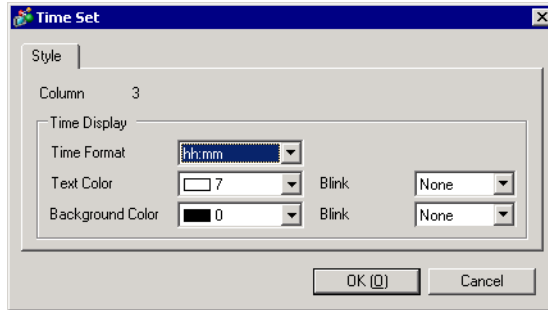 Time Set
Style
Column 3
Time Display
Time Format hh:mm
Text Color 7 Blink None
Background Color 0 Blink None
OK (O) Cancel